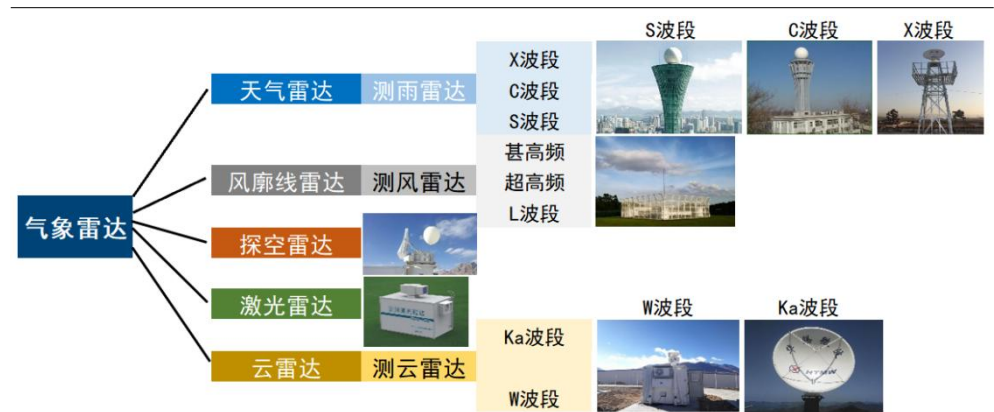 S波段 C波段 X波段
气象雷达
天气雷达 测雨雷达
X波段
C波段
S波段
风廓线雷达 测风雷达
甚高频
超高频
L波段
探空雷达
激光雷达
云雷达 测云雷达
Ka波段
W波段
W波段 Ka波段